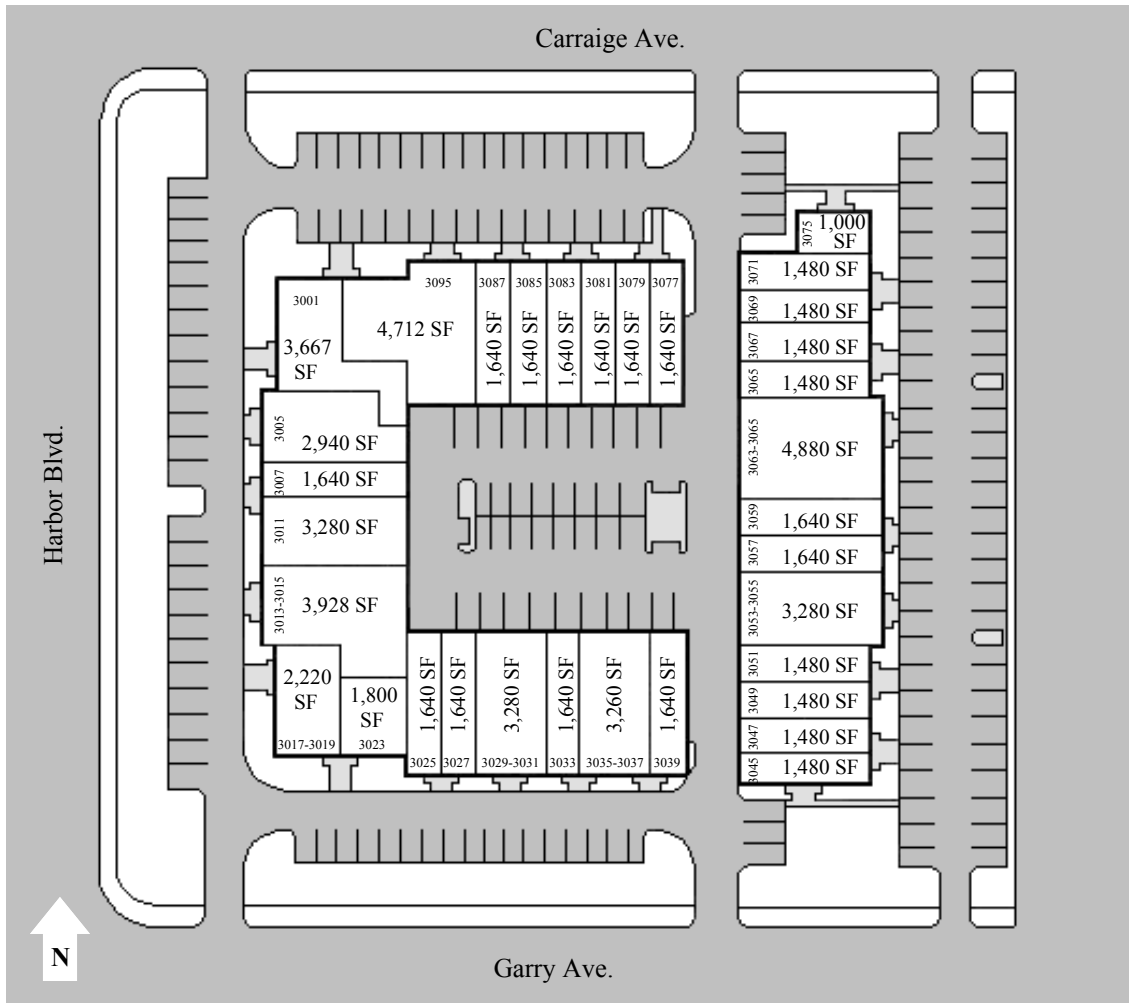 Carraige Ave.
3075
1,000
SF
3071
1,480 SF
3069
1,480 SF
3067
1,480 SF
3065
1,480 SF
3063-3065
4,880 SF
3059
1,640 SF
3057
1,640 SF
3053-3055
3,280 SF
3051
1,480 SF
3049
1,480 SF
3047
1,480 SF
3045
1,480 SF
3001
3,667
SF
3095
4,712 SF
3087
1,640 SF
3085
1,640 SF
3083
1,640 SF
3081
1,640 SF
3079
1,640 SF
3077
1,640 SF
3005
2,940 SF
3007
1,640 SF
3011
3,280 SF
3013-3015
3,928 SF
2,220
SF
3017-3019
1,800
SF
3023
1,640 SF
3025
1,640 SF
3027
3,280 SF
3029-3031
1,640 SF
3033
3,260 SF
3035-3037
1,640 SF
3039
Harbor Blvd.
N
Garry Ave.